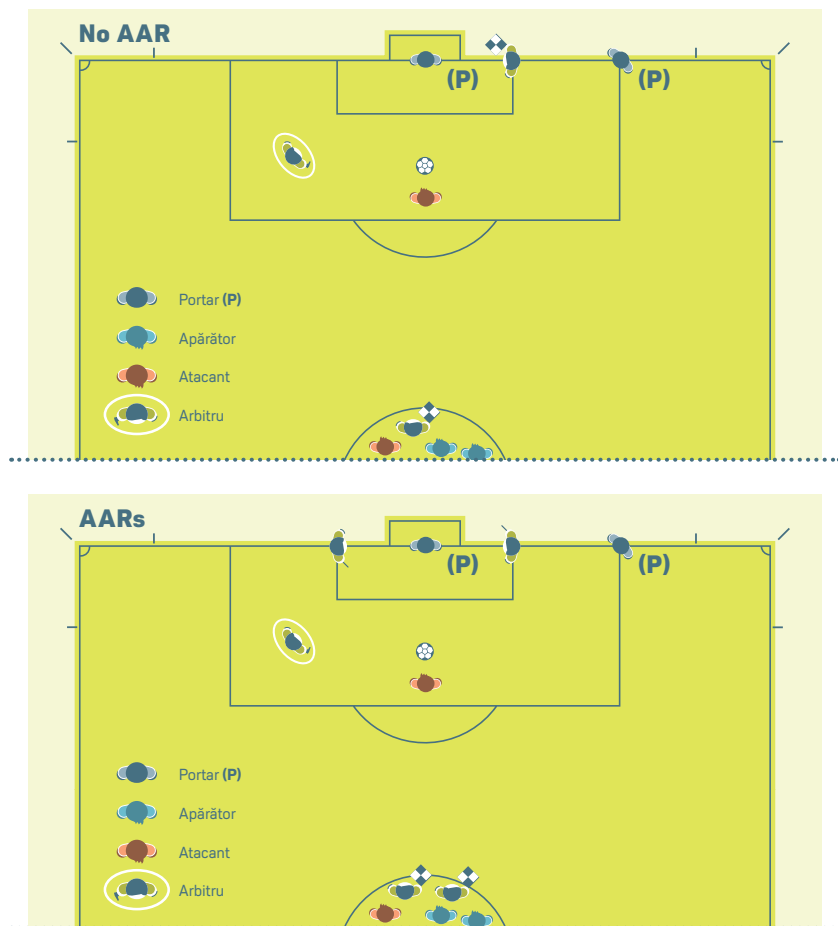 No AAR
(P) (P)
Portar (P)
Apărător
Atacant
Arbitru
AARs
(P) (P)
Portar (P)
Apărător
Atacant
Arbitru